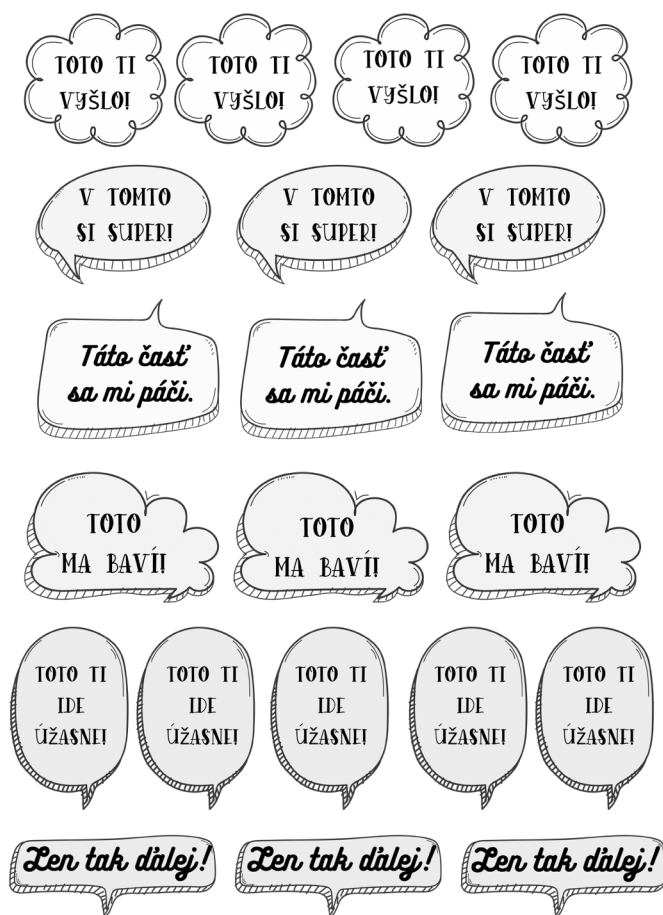 TOTO TI
VYŠLO!
TOTO TI
VYŠLO!
TOTO TI
VYŠLO!
TOTO TI
VYŠLO!
V TOMTO
SI SUPER!
V TOMTO
SI SUPER!
V TOMTO
SI SUPER!
Táto časť
sa mi páči.
Táto časť
sa mi páči.
Táto časť
sa mi páči.
TOTO
MA BAVÍ!
TOTO
MA BAVÍ!
TOTO
MA BAVÍ!
TOTO TI
IDE
ÚŽASNE!
TOTO TI
IDE
ÚŽASNE!
TOTO TI
IDE
ÚŽASNE!
TOTO TI
IDE
ÚŽASNE!
TOTO TI
IDE
ÚŽASNE!
Len tak ďalej!
Len tak ďalej!
Len tak ďalej!